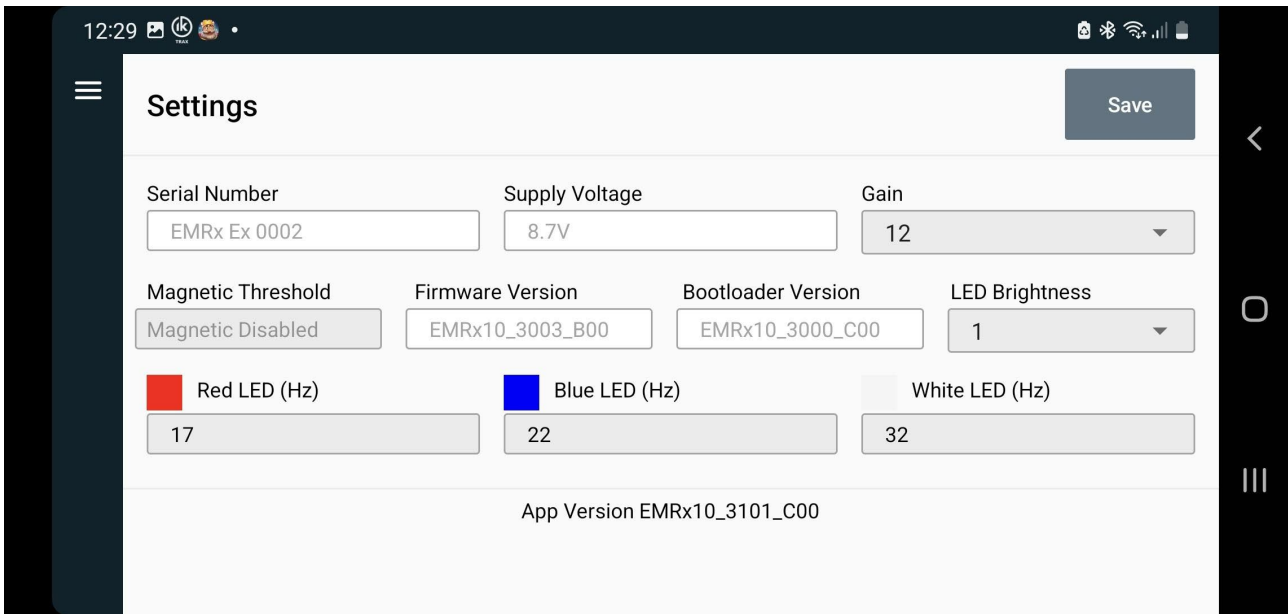 12:29
iK
TRAX
Settings
Save
Serial Number
Supply Voltage
Gain
EMRx Ex 0002
8.7V
12
Magnetic Threshold
Firmware Version
Bootloader Version
LED Brightness
Magnetic Disabled
EMRx10_3003_B00
EMRx10_3000_C00
1
Red LED (Hz)
Blue LED (Hz)
White LED (Hz)
17
22
32
App Version EMRx10_3101_C00